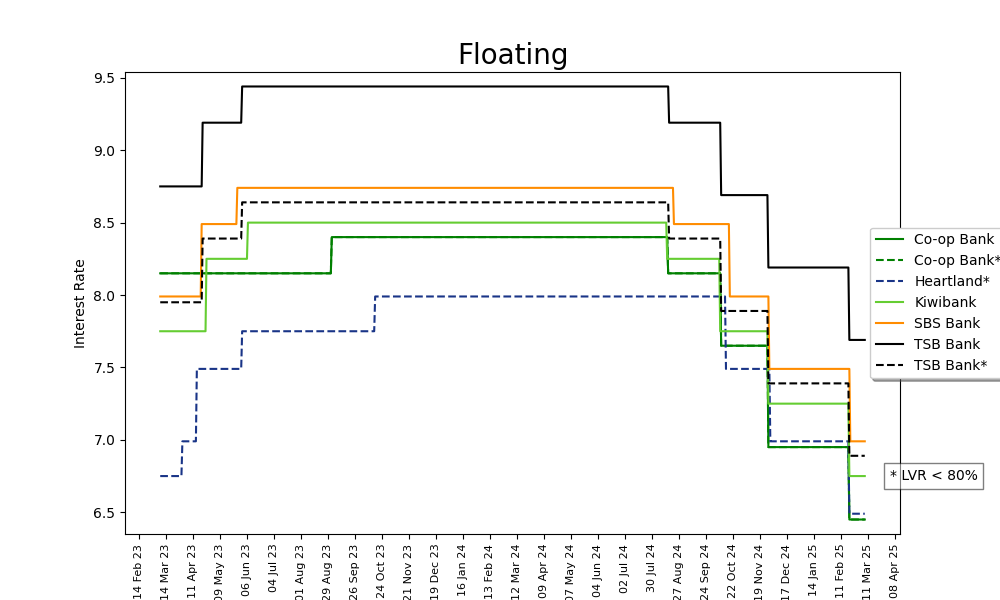 Floating
Interest Rate
9.5
9.0
8.5
8.0
7.5
7.0
6.5
Co-op Bank
Co-op Bank*
Heartland*
Kiwibank
SBS Bank
TSB Bank
TSB Bank*
* LVR < 80%
14 Feb 23
14 Mar 23
11 Apr 23
09 May 23
06 Jun 23
04 Jul 23
01 Aug 23
29 Aug 23
26 Sep 23
24 Oct 23
21 Nov 23
19 Dec 23
16 Jan 24
13 Feb 24
12 Mar 24
09 Apr 24
07 May 24
04 Jun 24
02 Jul 24
30 Jul 24
27 Aug 24
24 Sep 24
22 Oct 24
19 Nov 24
17 Dec 24
14 Jan 25
11 Feb 25
11 Mar 25
08 Apr 25